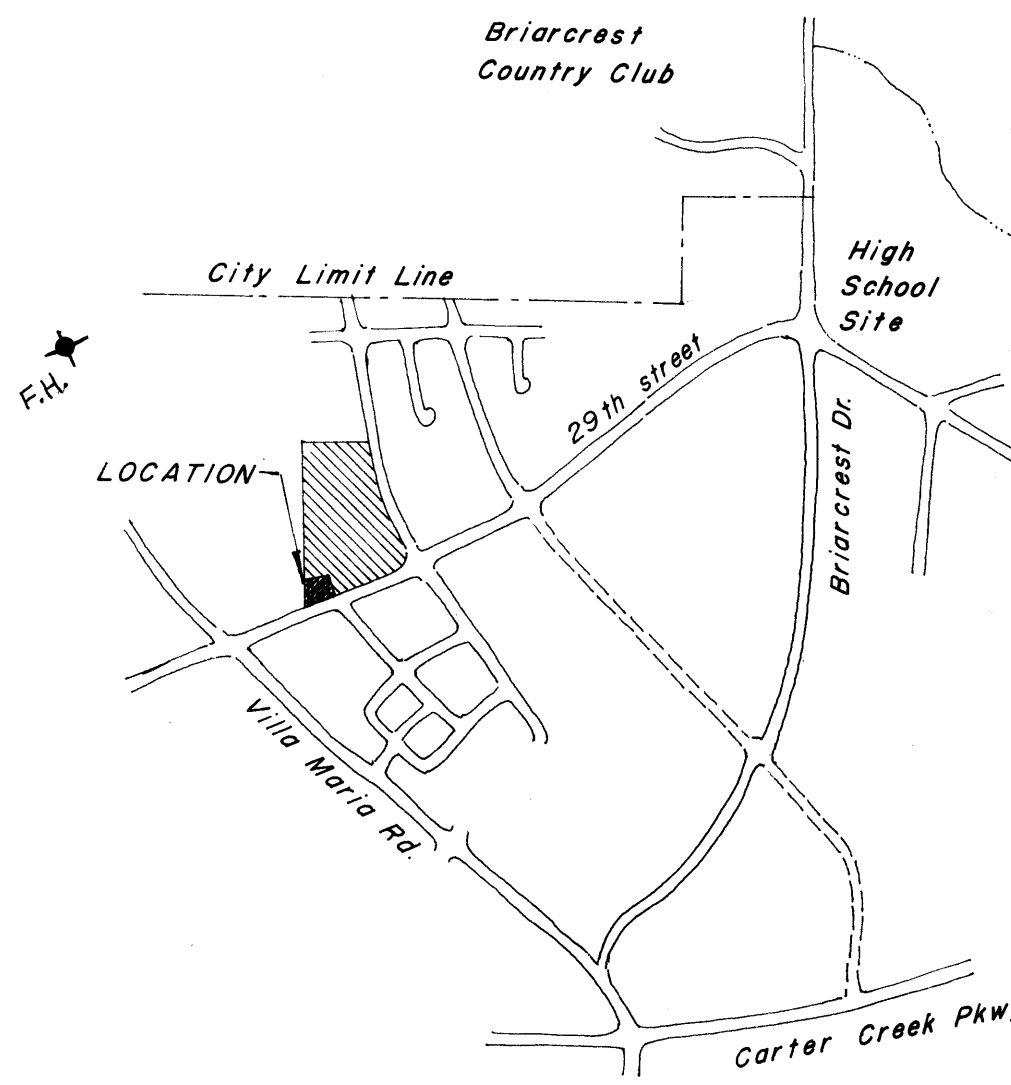 Briarcrest
Country Club
City Limit Line
High
School
Site
29th street
F.H.
LOCATION
Briarcrest Dr.
Villa Maria Rd.
Carter Creek Pkw.